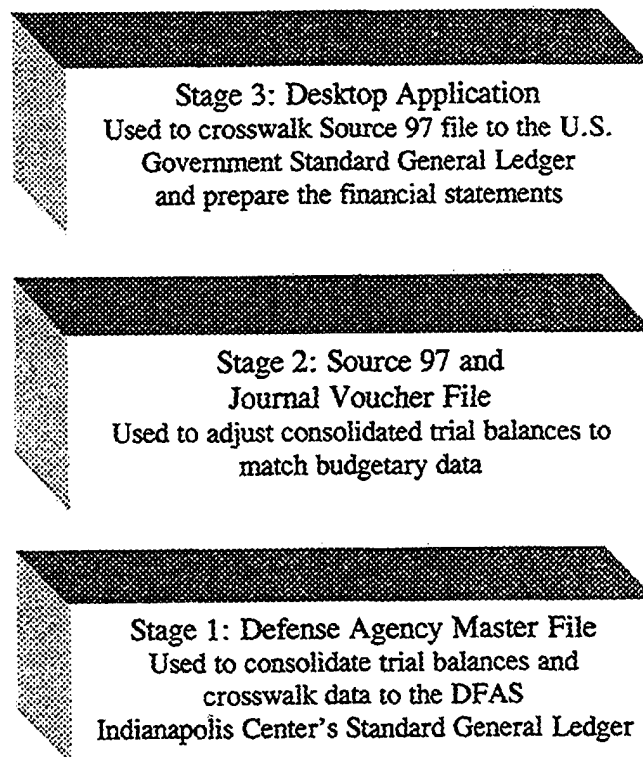 Stage 3: Desktop Application
Used to crosswalk Source 97 file to the U.S.
Government Standard General Ledger
and prepare the financial statements
Stage 2: Source 97 and
Journal Voucher File
Used to adjust consolidated trial balances to
match budgetary data
Stage 1: Defense Agency Master File
Used to consolidate trial balances and
crosswalk data to the DFAS
Indianapolis Center's Standard General Ledger